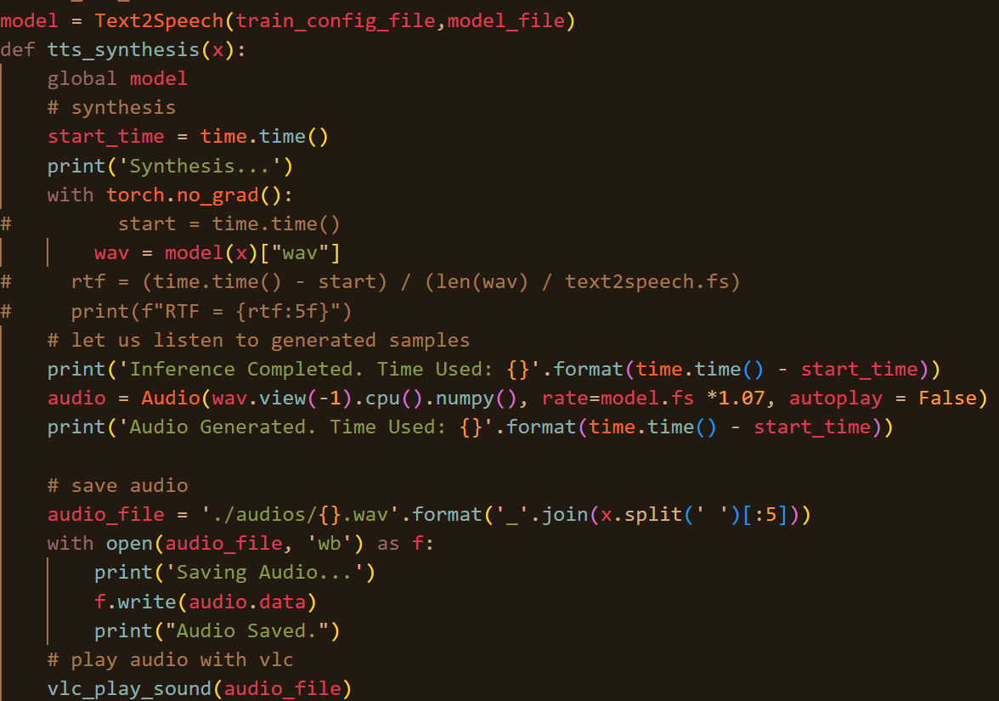 model = Text2Speech(train_config_file,model_file)
def tts_synthesis(x):
    global model
    # synthesis
    start_time = time.time()
    print('Synthesis...')
    with torch.no_grad():
#         start = time.time()
        wav = model(x)["wav"]
#     rtf = (time.time() - start) / (len(wav) / text2speech.fs)
#     print(f"RTF = {rtf:5f}")
    # let us listen to generated samples
    print('Inference Completed. Time Used: {}'.format(time.time() - start_time))
    audio = Audio(wav.view(-1).cpu().numpy(), rate=model.fs *1.07, autoplay = False)
    print('Audio Generated. Time Used: {}'.format(time.time() - start_time))
    # save audio
    audio_file = './audios/{}.wav'.format('_'.join(x.split(' ')[:5]))
    with open(audio_file, 'wb') as f:
        print('Saving Audio...')
        f.write(audio.data)
        print("Audio Saved.")
    # play audio with vlc
    vlc_play_sound(audio_file)